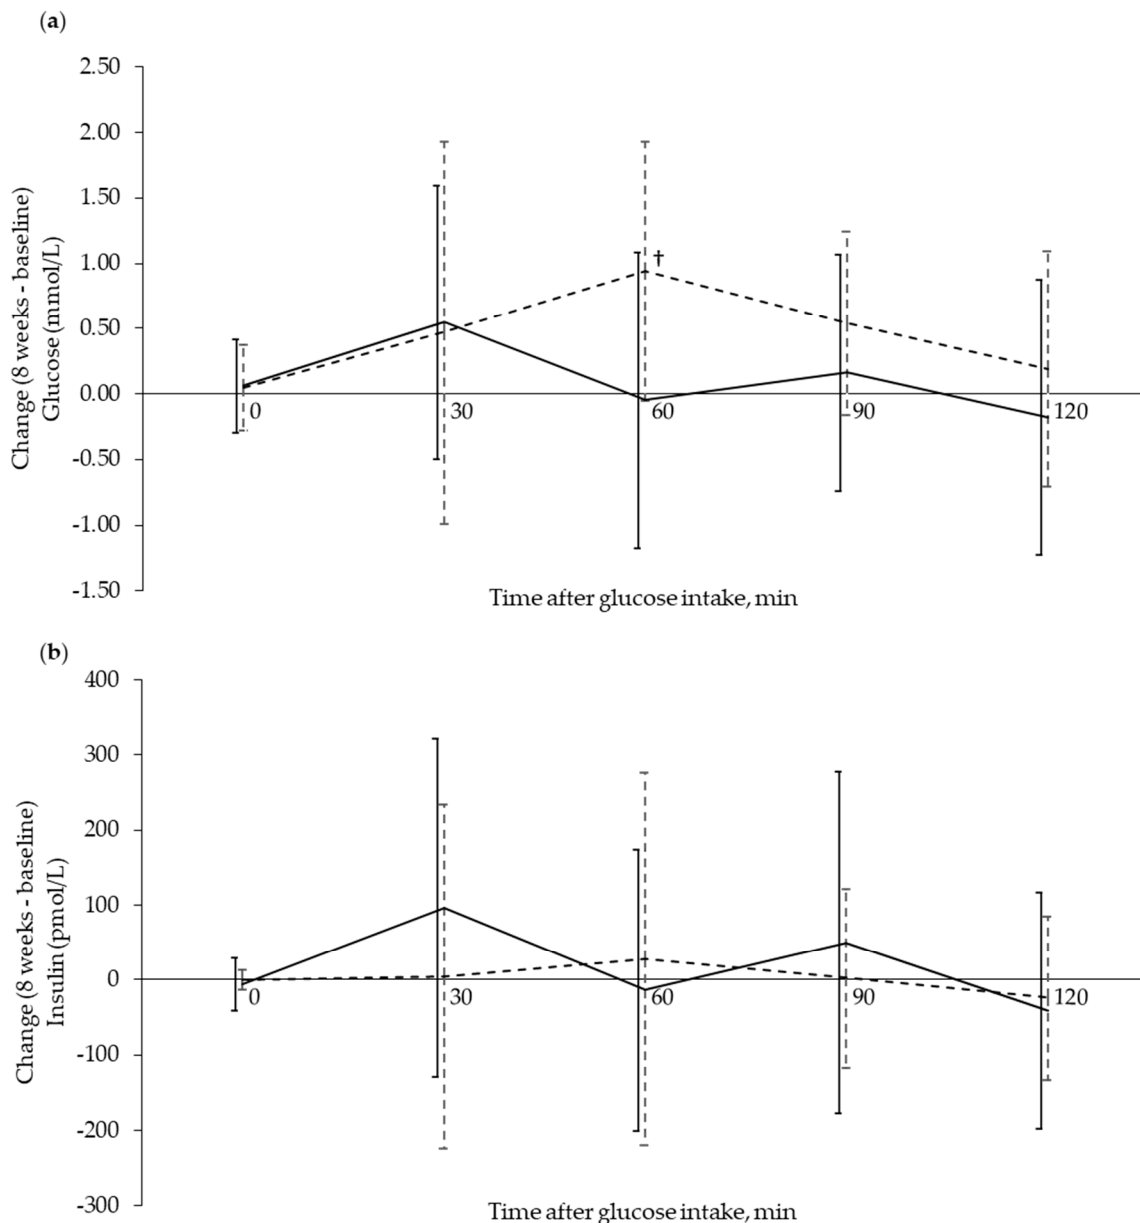 (a)
2.50
2.00
1.50
1.00
0.50
0.00
-0.50
-1.00
-1.50
Change (8 weeks - baseline)
Glucose (mmol/L)
†
0 30 60 90 120
Time after glucose intake, min
(b)
400
300
200
100
0
-100
-200
-300
Change (8 weeks - baseline)
Insulin (pmol/L)
0 30 60 90 120
Time after glucose intake, min